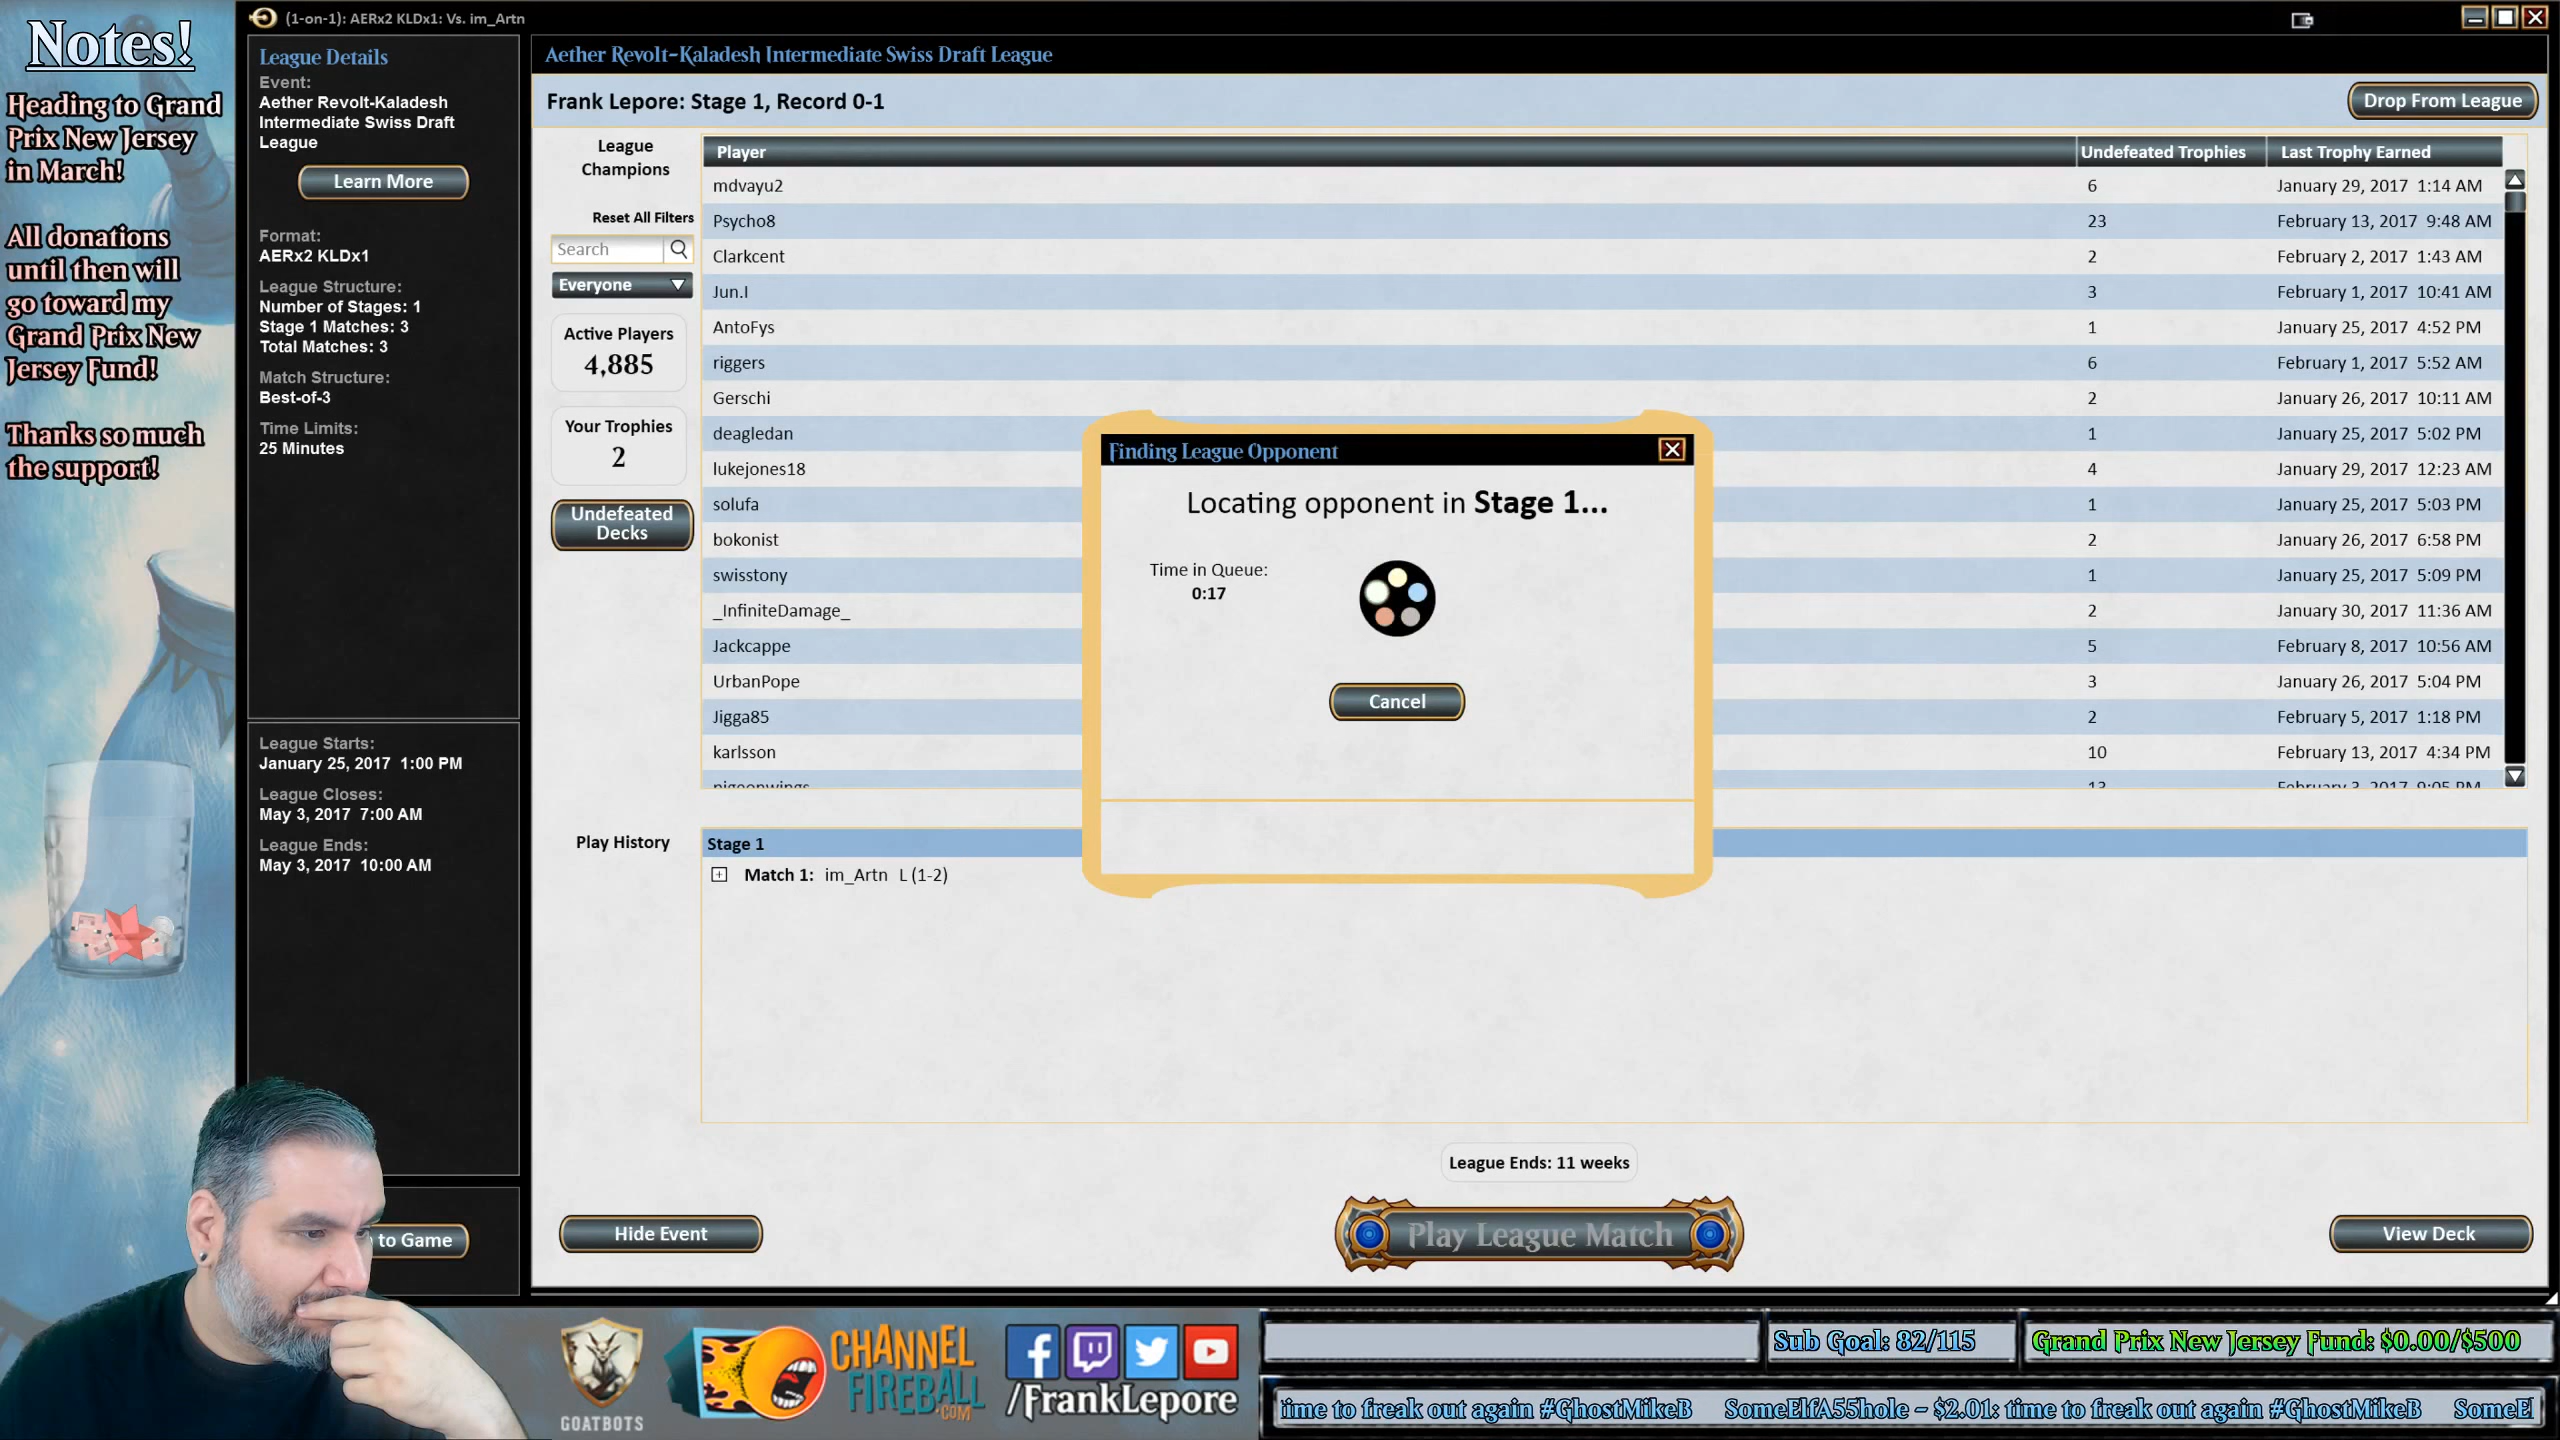 Notes!
Heading to Grand
Prix New Jersey
in March!
All donations
until then will
go toward my
Grand Prix New
Jersey Fund!
Thanks so much
the support!
(1-on-1): AERx2 KLDx1: Vs. im_Artn
League Details
Event:
Aether Revolt-Kaladesh
Intermediate Swiss Draft
League
Learn More
Format:
AERx2 KLDx1
League Structure:
Number of Stages: 1
Stage 1 Matches: 3
Total Matches: 3
Match Structure:
Best-of-3
Time Limits:
25 Minutes
League Starts:
January 25, 2017 1:00 PM
League Closes:
May 3, 2017 7:00 AM
League Ends:
May 3, 2017 10:00 AM
to Game
Aether Revolt-Kaladesh Intermediate Swiss Draft League
Frank Lepore: Stage 1, Record 0-1
Drop From League
League
Champions
Reset All Filters
Search
Everyone
Active Players
4,885
Your Trophies
2
Undefeated
Decks
Player Undefeated Trophies Last Trophy Earned
mdvayu2 6 January 29, 2017 1:14 AM
Psycho8 23 February 13, 2017 9:48 AM
Clarkcent 2 February 2, 2017 1:43 AM
Jun.I 3 February 1, 2017 10:41 AM
AntoFys 1 January 25, 2017 4:52 PM
riggers 6 February 1, 2017 5:52 AM
Gerschi 2 January 26, 2017 10:11 AM
deagledan 1 January 25, 2017 5:02 PM
lukejones18 4 January 29, 2017 12:23 AM
solufa 1 January 25, 2017 5:03 PM
bokonist 2 January 26, 2017 6:58 PM
swisstony 1 January 25, 2017 5:09 PM
_InfiniteDamage_ 2 January 30, 2017 11:36 AM
Jackcappe 5 February 8, 2017 10:56 AM
UrbanPope 3 January 26, 2017 5:04 PM
Jigga85 2 February 5, 2017 1:18 PM
karlsson 10 February 13, 2017 4:34 PM
pigeonwings 13 February 3, 2017 9:05 PM
Finding League Opponent
Locating opponent in Stage 1...
Time in Queue:
0:17
Cancel
Play History
Stage 1
Match 1: im_Artn L (1-2)
League Ends: 11 weeks
Hide Event
Play League Match
View Deck
GOATBOTS
CHANNEL
FIREBALL
.COM
/FrankLepore
Sub Goal: 82/115
Grand Prix New Jersey Fund: $0.00/$500
time to freak out again #GhostMikeB SomeElfA55hole - $2.01: time to freak out again #GhostMikeB SomeEl